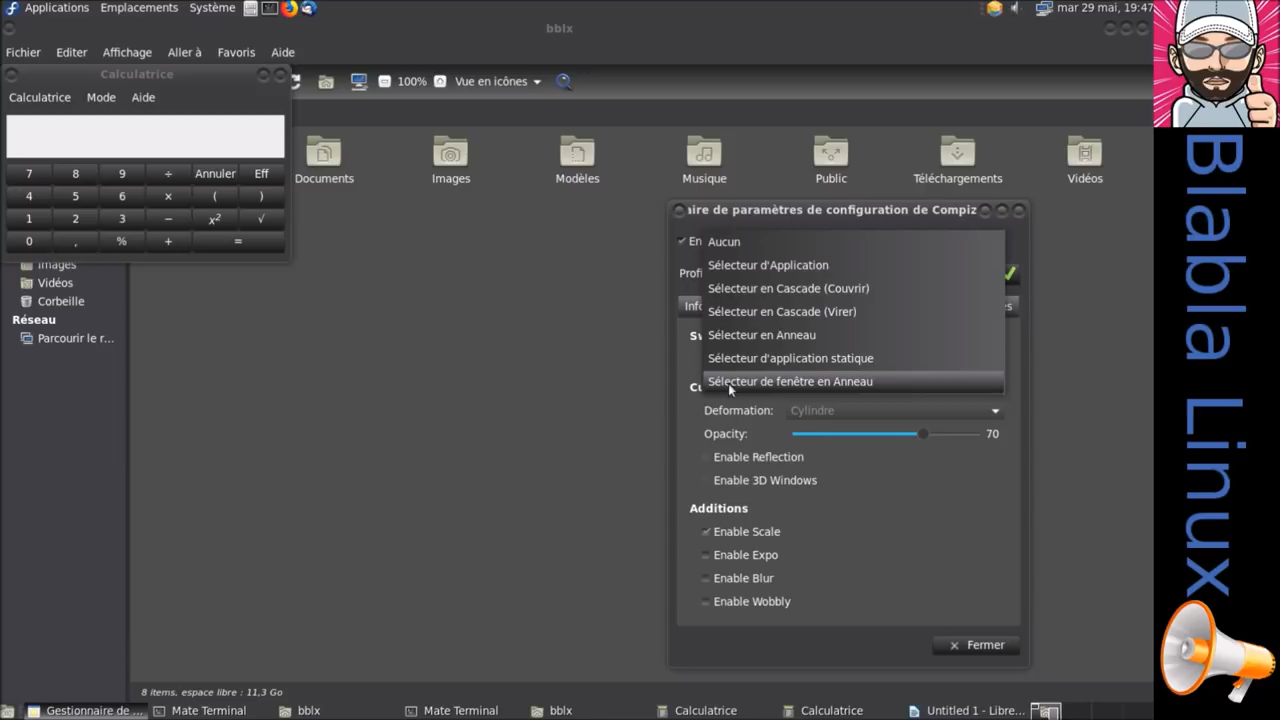 Applications Emplacements Système
mar 29 mai, 19:47
bblx
Fichier Editer Affichage Aller à Favoris Aide
Calculatrice
100% Vue en icônes
Calculatrice Mode Aide
7 8 9 ÷ Annuler Eff
4 5 6 × ( )
1 2 3 − x² √
0 , % + =
Documents Images Modèles Musique Public Téléchargements Vidéos
Images
Vidéos
Corbeille
Réseau
Parcourir le r...
aire de paramètres de configuration de Compiz
En
Aucun
Profi
Sélecteur d'Application
Sélecteur en Cascade (Couvrir)
Info
Sélecteur en Cascade (Virer)
Sélecteur en Anneau
Sélecteur d'application statique
Sélecteur de fenêtre en Anneau
Deformation: Cylindre
Opacity: 70
Enable Reflection
Enable 3D Windows
Additions
Enable Scale
Enable Expo
Enable Blur
Enable Wobbly
Fermer
8 items, espace libre : 11,3 Go
Gestionnaire de ... Mate Terminal bblx Mate Terminal bblx Calculatrice Calculatrice Untitled 1 - Libre...
Blabla Linux